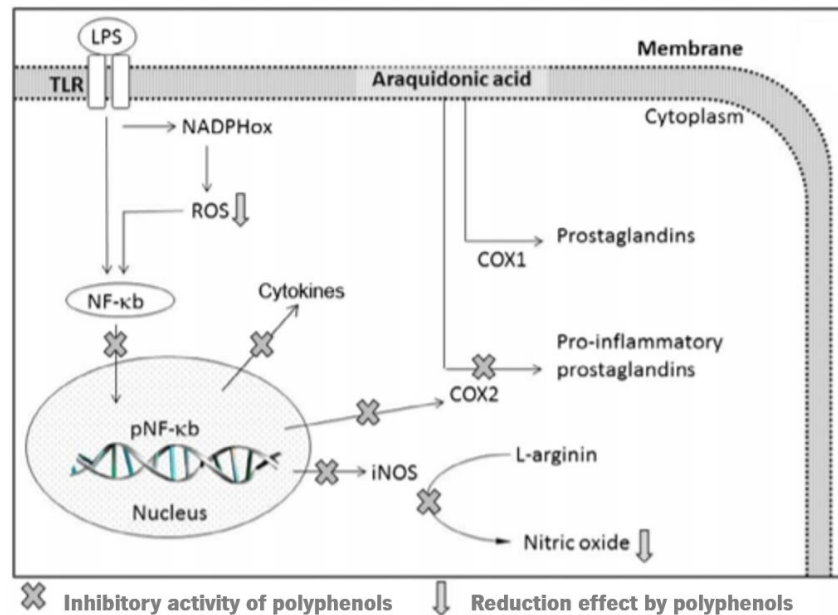 LPS
TLR
Membrane
Araquidonic acid
Cytoplasm
NADPHox
ROS
Prostaglandins
COX1
NF-κb
Cytokines
Pro-inflammatory
prostaglandins
COX2
pNF-κb
L-arginin
iNOS
Nucleus
Nitric oxide
Inhibitory activity of polyphenols
Reduction effect by polyphenols